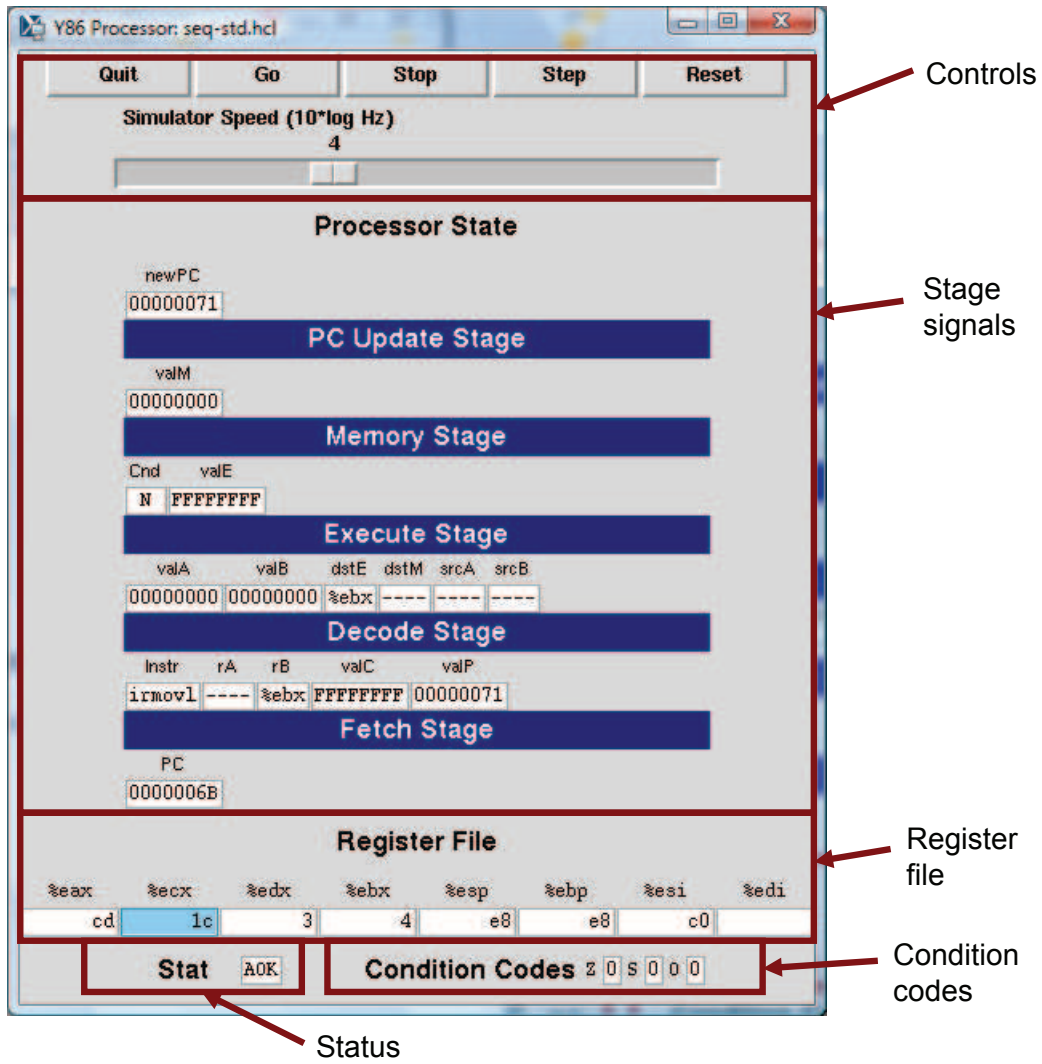 Y86 Processor: seq-std.hcl
Quit Go Stop Step Reset
Controls
Simulator Speed (10*log Hz)
4
Processor State
newPC
00000071
Stage
signals
PC Update Stage
valM
00000000
Memory Stage
Cnd valE
N FFFFFFFF
Execute Stage
valA valB dstE dstM srcA srcB
00000000 00000000 %ebx ---- ---- ----
Decode Stage
Instr rA rB valC valP
irmovl ---- %ebx FFFFFFFF 00000071
Fetch Stage
PC
0000006B
Register File
Register
file
%eax %ecx %edx %ebx %esp %ebp %esi %edi
cd 1c 3 4 e8 e8 c0
Stat AOK Condition Codes Z 0 S 0 O 0
Condition
codes
Status